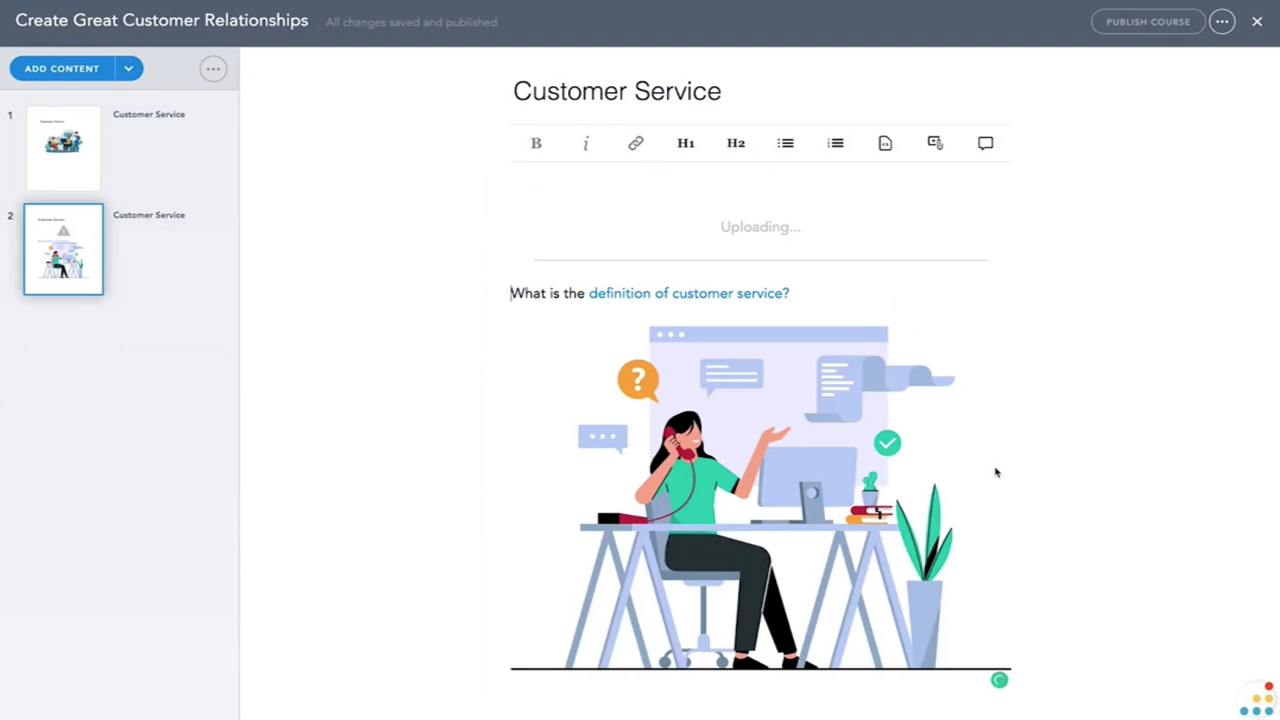 Create Great Customer Relationships
All changes saved and published
PUBLISH COURSE
ADD CONTENT
1
Customer Service
2
Customer Service
Customer Service
B i H1 H2
Uploading...
What is the definition of customer service?
?